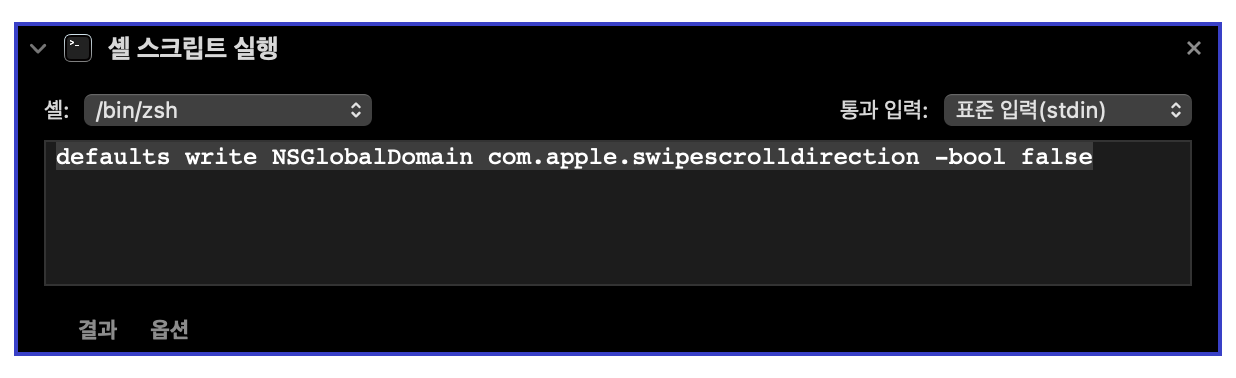 셸 스크립트 실행
셸: /bin/zsh 통과 입력: 표준 입력(stdin)
defaults write NSGlobalDomain com.apple.swipescrolldirection -bool false
결과 옵션